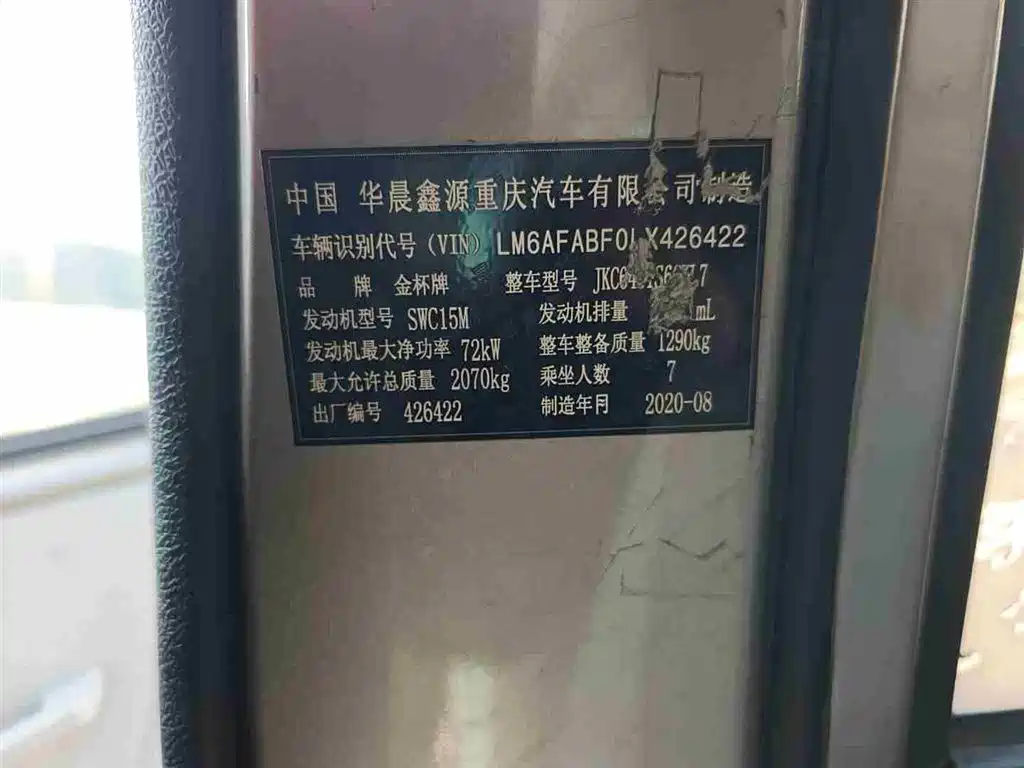 中国 华晨鑫源重庆汽车有限公司制造
车辆识别代号(VIN) LM6AFABF0LX426422
品 牌 金杯牌 整车型号
发动机型号 SWC15M 发动机排量 mL
发动机最大净功率 72kW 整车整备质量 1290kg
最大允许总质量 2070kg 乘坐人数 7
出厂编号 426422 制造年月 2020-08